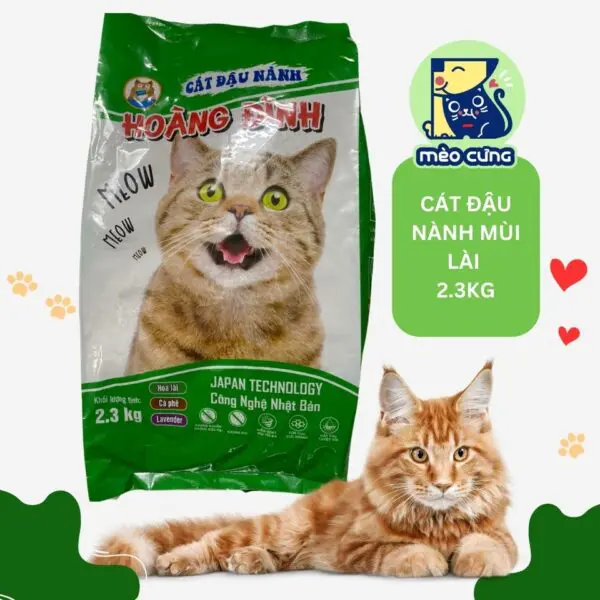 CÁT ĐẬU NÀNH
HOÀNG ĐÌNH
MEOW
MEOW
MEOW
JAPAN TECHNOLOGY
Công Nghệ Nhật Bản
Khối lượng tịnh:
2.3 kg
Hoa lài
Cà phê
Lavender
mèo cưng
CÁT ĐẬU
NÀNH MÙI
LÀI
2.3KG